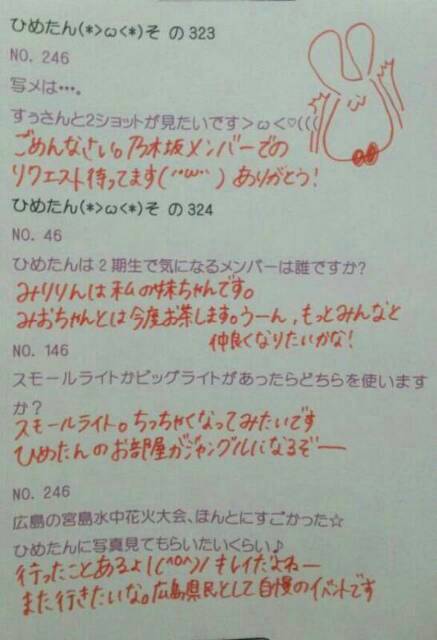 ひめたん(*>ω<*)そ の323
NO. 246
写メは…。
すぅさんと2ショットが見たいです>ω<♡(((
ごめんなさい。乃木坂メンバーでの
リクエスト待ってます(´˙ω˙`)ありがとう!
ひめたん(*>ω<*)そ の324
NO. 46
ひめたんは2期生で気になるメンバーは誰ですか?
みりりんは私の妹ちゃんです。
みおちゃんとは今度お茶します。うーん、もっとみんなと
仲良くなりたいかな!
NO. 146
スモールライトかビッグライトがあったらどちらを使います
か?
スモールライト。ちっちゃくなってみたいです
ひめたんのお部屋がジャングルになるぞー
NO. 246
広島の宮島水中花火大会、ほんとにすごかった☆
ひめたんに写真見てもらいたいくらい♪
行ったことあるよ!(^o^)/キレイだよねー
また行きたいな。広島県民として自慢のイベントです